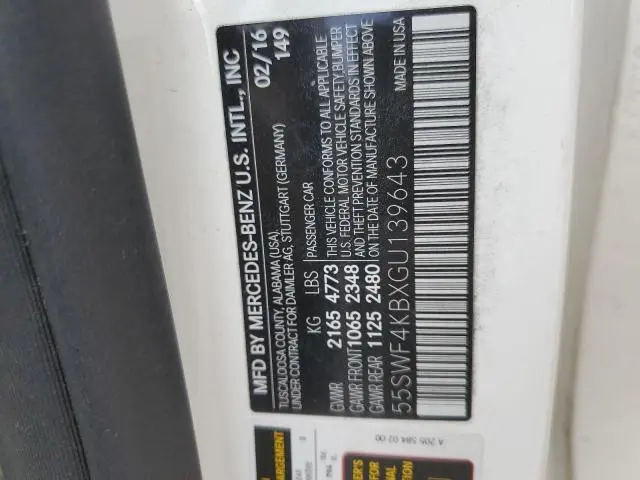 MFD BY MERCEDES-BENZ U.S. INTL., INC
TUSCALOOSA COUNTY, ALABAMA (USA),
UNDER CONTRACT FOR DAIMLER AG, STUTTGART (GERMANY)
02/16
149
KG LBS
GVWR 2165 4773
GAWR FRONT 1065 2348
GAWR REAR 1125 2480
PASSENGER CAR
THIS VEHICLE CONFORMS TO ALL APPLICABLE
U.S. FEDERAL MOTOR VEHICLE SAFETY, BUMPER
AND THEFT PREVENTION STANDARDS IN EFFECT
ON THE DATE OF MANUFACTURE SHOWN ABOVE
55SWF4KBXGU139643
MADE IN USA
A 205 584 02 00